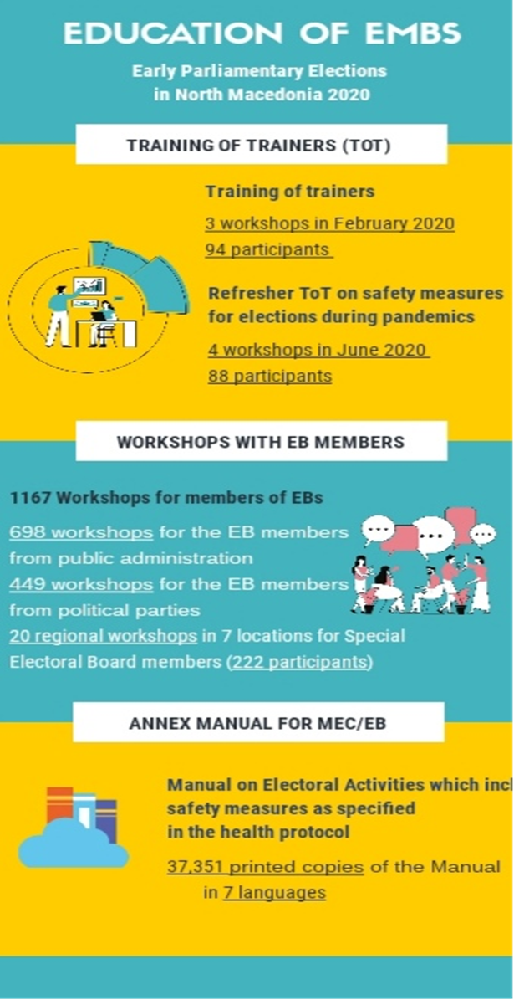 EDUCATION OF EMBS
Early Parliamentary Elections
in North Macedonia 2020
TRAINING OF TRAINERS (TOT)
Training of trainers
3 workshops in February 2020
94 participants
Refresher ToT on safety measures
for elections during pandemics
4 workshops in June 2020
88 participants
WORKSHOPS WITH EB MEMBERS
1167 Workshops for members of EBs
698 workshops for the EB members
from public administration
449 workshops for the EB members
from political parties
20 regional workshops in 7 locations for Special
Electoral Board members (222 participants)
ANNEX MANUAL FOR MEC/EB
Manual on Electoral Activities which incl
safety measures as specified
in the health protocol
37,351 printed copies of the Manual
in 7 languages